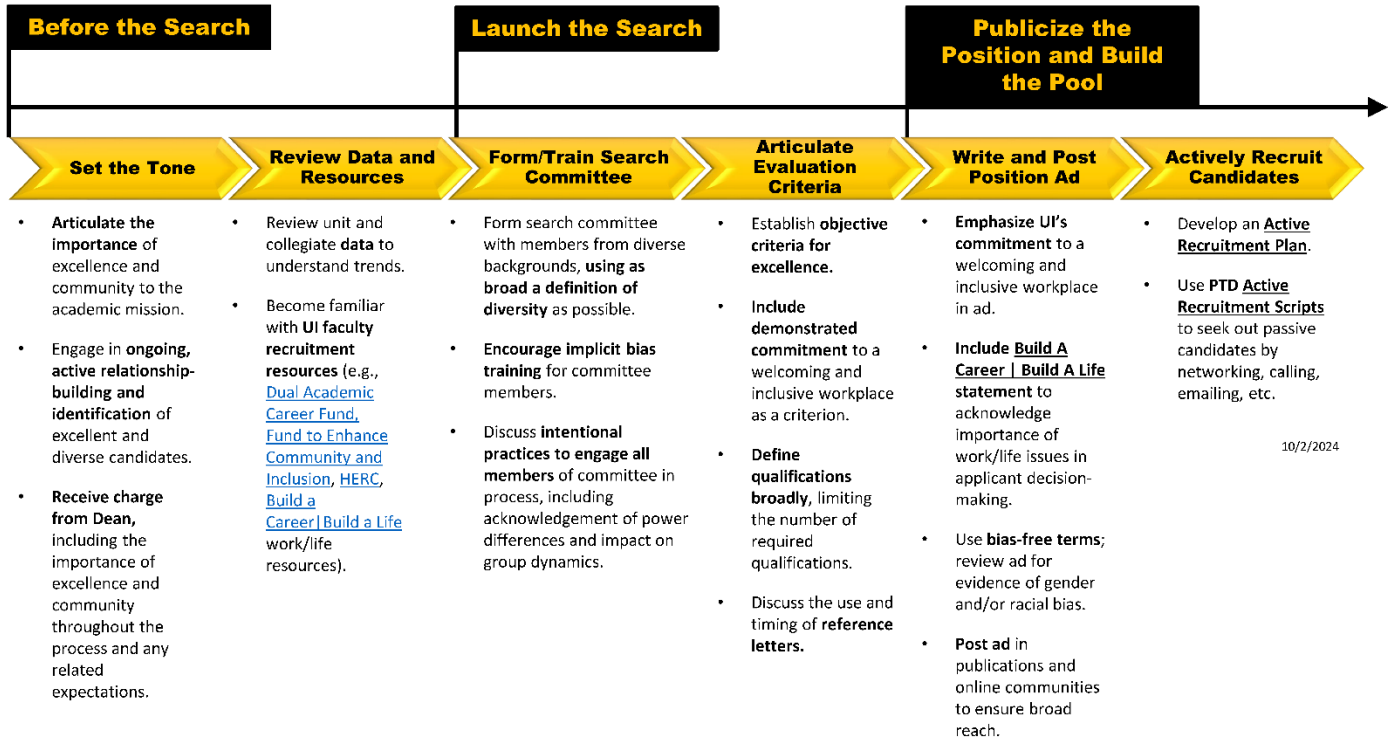 Before the Search
Launch the Search
Publicize the
Position and Build
the Pool
Set the Tone
Review Data and
Resources
Form/Train Search
Committee
Articulate
Evaluation
Criteria
Write and Post
Position Ad
Actively Recruit
Candidates
• Articulate the
importance of
excellence and
community to the
academic mission.
• Engage in ongoing,
active relationship-
building and
identification of
excellent and
diverse candidates.
• Receive charge
from Dean,
including the
importance of
excellence and
community
throughout the
process and any
related
expectations.
• Review unit and
collegiate data to
understand trends.
• Become familiar
with UI faculty
recruitment
resources (e.g.,
Dual Academic
Career Fund,
Fund to Enhance
Community and
Inclusion, HERC,
Build a
Career|Build a Life
work/life
resources).
• Form search committee
with members from diverse
backgrounds, using as
broad a definition of
diversity as possible.
• Encourage implicit bias
training for committee
members.
• Discuss intentional
practices to engage all
members of committee in
process, including
acknowledgement of power
differences and impact on
group dynamics.
• Establish objective
criteria for
excellence.
• Include
demonstrated
commitment to a
welcoming and
inclusive workplace
as a criterion.
• Define
qualifications
broadly, limiting
the number of
required
qualifications.
• Discuss the use and
timing of reference
letters.
• Emphasize UI's
commitment to a
welcoming and
inclusive workplace
in ad.
• Include Build A
Career | Build A Life
statement to
acknowledge
importance of
work/life issues in
applicant decision-
making.
• Use bias-free terms;
review ad for
evidence of gender
and/or racial bias.
• Post ad in
publications and
online communities
to ensure broad
reach.
• Develop an Active
Recruitment Plan.
• Use PTD Active
Recruitment Scripts
to seek out passive
candidates by
networking, calling,
emailing, etc.
10/2/2024